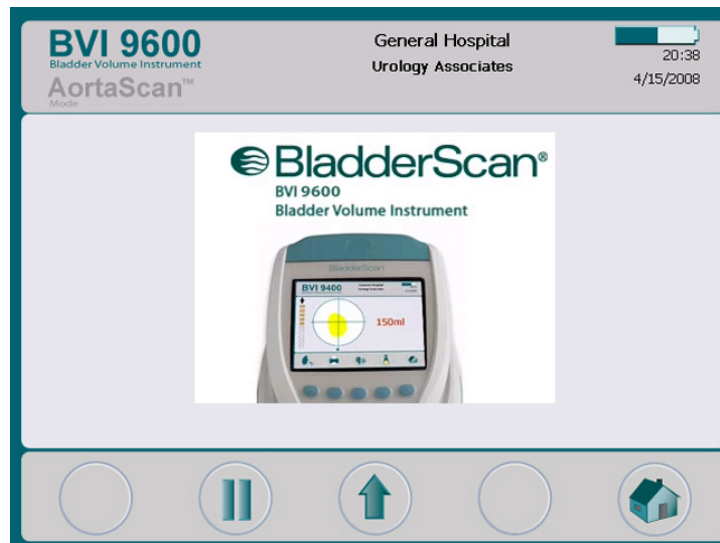 BVI 9600
Bladder Volume Instrument
AortaScan™
Mode
General Hospital
Urology Associates
20:38
4/15/2008
BladderScan®
BVI 9600
Bladder Volume Instrument
BladderScan
BVI 9400
150ml